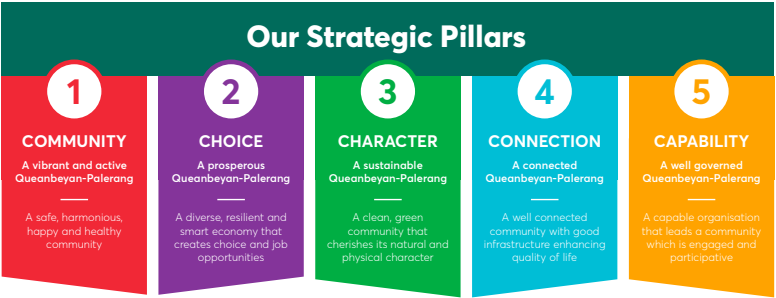 Our Strategic Pillars
1
COMMUNITY
A vibrant and active
Queanbeyan-Palerang
A safe, harmonious,
happy and healthy
community
2
CHOICE
A prosperous
Queanbeyan-Palerang
A diverse, resilient and
smart economy that
creates choice and job
opportunities
3
CHARACTER
A sustainable
Queanbeyan-Palerang
A clean, green
community that
cherishes its natural and
physical character
4
CONNECTION
A connected
Queanbeyan-Palerang
A well connected
community with good
infrastructure enhancing
quality of life
5
CAPABILITY
A well governed
Queanbeyan-Palerang
A capable organisation
that leads a community
which is engaged and
participative